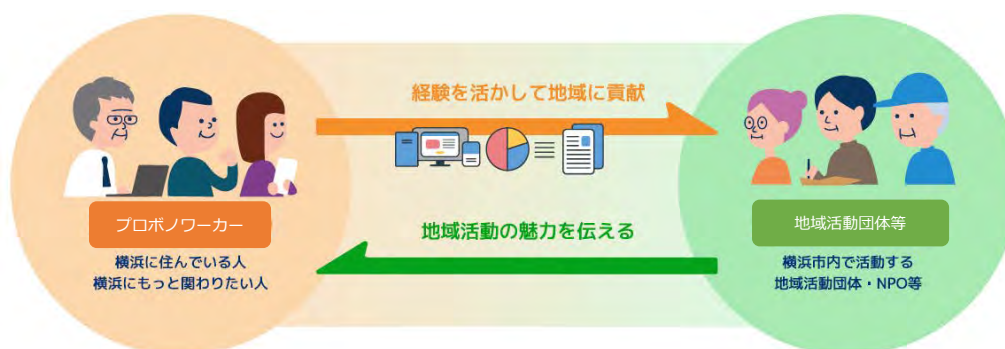 経験を活かして地域に貢献
プロボノワーカー
横浜に住んでいる人
横浜にもっと関わりたい人
地域活動の魅力を伝える
地域活動団体等
横浜市内で活動する
地域活動団体・NPO等